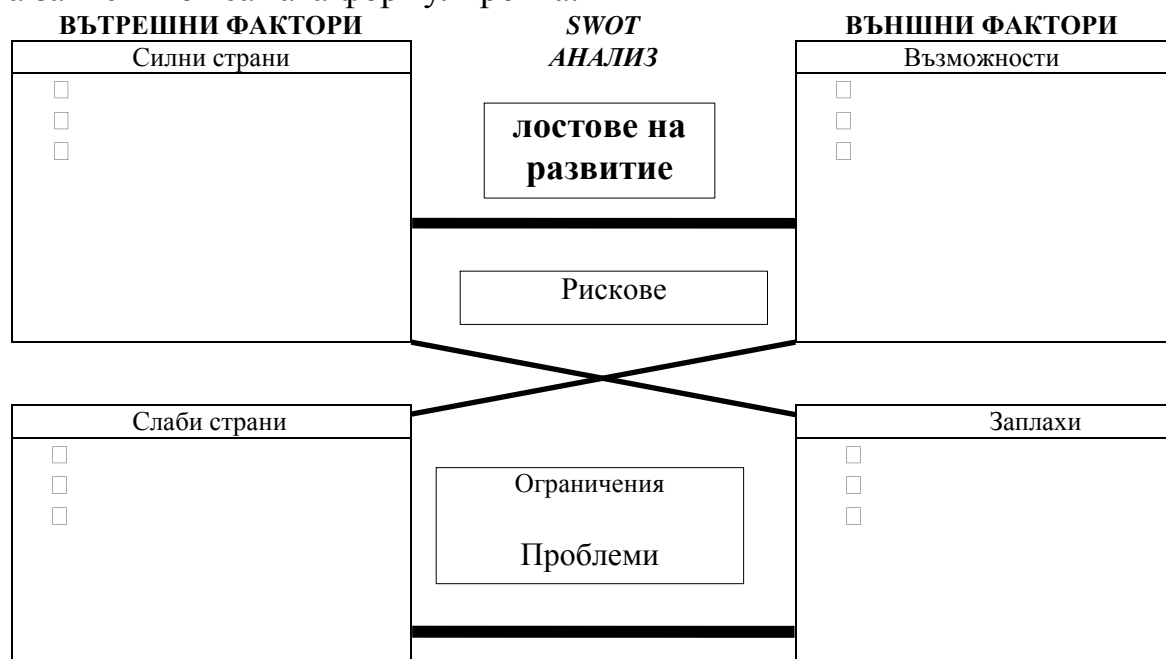 ВЪТРЕШНИ ФАКТОРИ
SWOT
АНАЛИЗ
ВЪНШНИ ФАКТОРИ
Силни страни
Възможности
лостове на
развитие
Рискове
Слаби страни
Заплахи
Ограничения
Проблеми